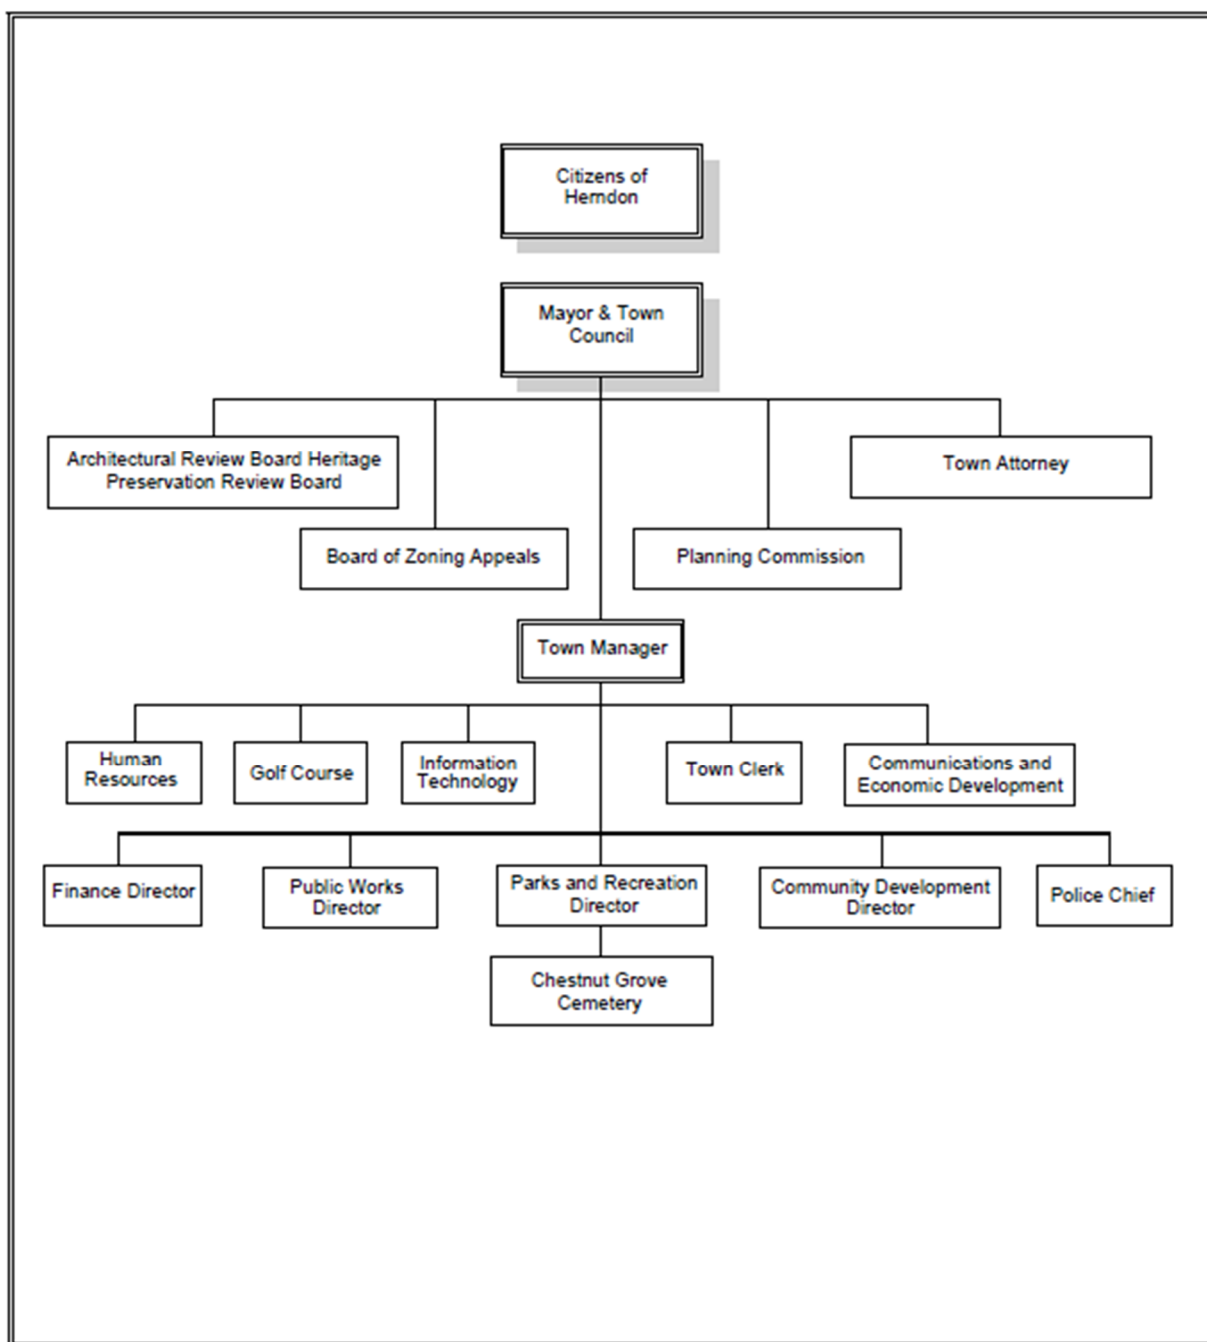 Citizens of
Herndon
Mayor & Town
Council
Architectural Review Board Heritage
Preservation Review Board
Town Attorney
Board of Zoning Appeals
Planning Commission
Town Manager
Human
Resources
Golf Course
Information
Technology
Town Clerk
Communications and
Economic Development
Finance Director
Public Works
Director
Parks and Recreation
Director
Community Development
Director
Police Chief
Chestnut Grove
Cemetery